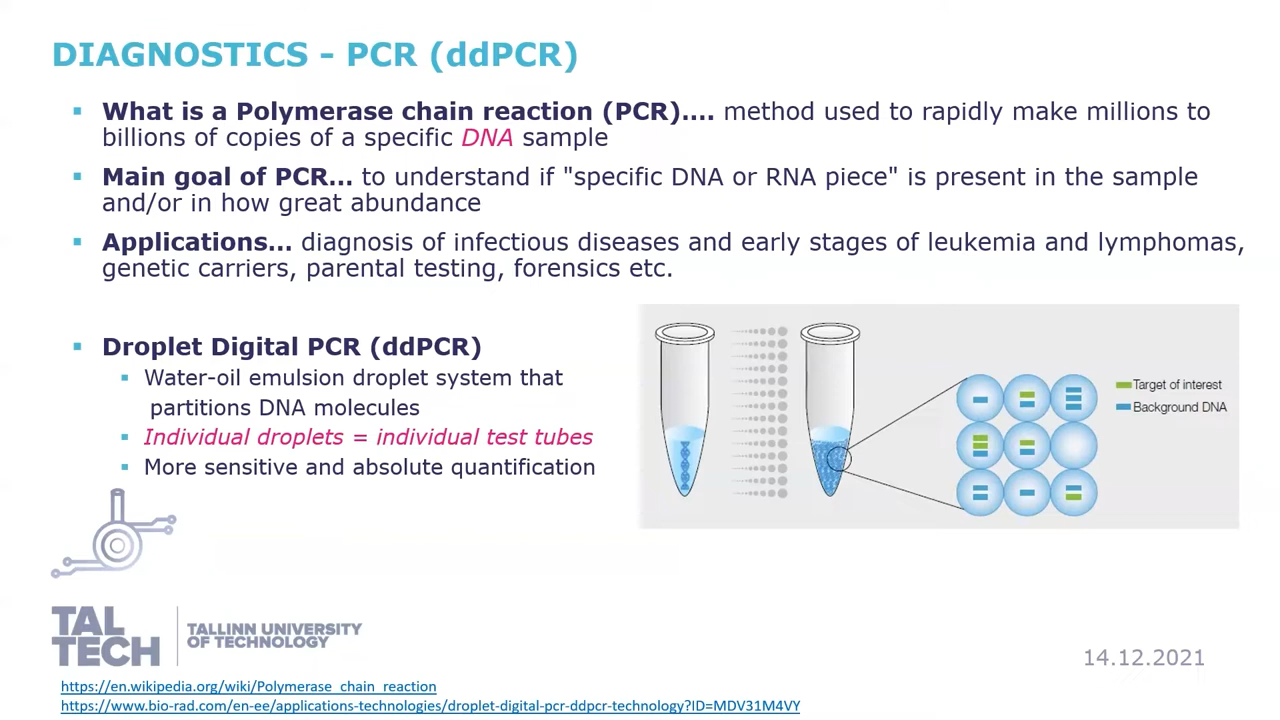 DIAGNOSTICS - PCR (ddPCR)
▪ What is a Polymerase chain reaction (PCR).... method used to rapidly make millions to
billions of copies of a specific DNA sample
▪ Main goal of PCR... to understand if "specific DNA or RNA piece" is present in the sample
and/or in how great abundance
▪ Applications... diagnosis of infectious diseases and early stages of leukemia and lymphomas,
genetic carriers, parental testing, forensics etc.
▪ Droplet Digital PCR (ddPCR)
▪ Water-oil emulsion droplet system that
partitions DNA molecules
▪ Individual droplets = individual test tubes
▪ More sensitive and absolute quantification
Target of interest
Background DNA
TAL
TECH
TALLINN UNIVERSITY
OF TECHNOLOGY
14.12.2021
https://en.wikipedia.org/wiki/Polymerase_chain_reaction
https://www.bio-rad.com/en-ee/applications-technologies/droplet-digital-pcr-ddpcr-technology?ID=MDV31M4VY